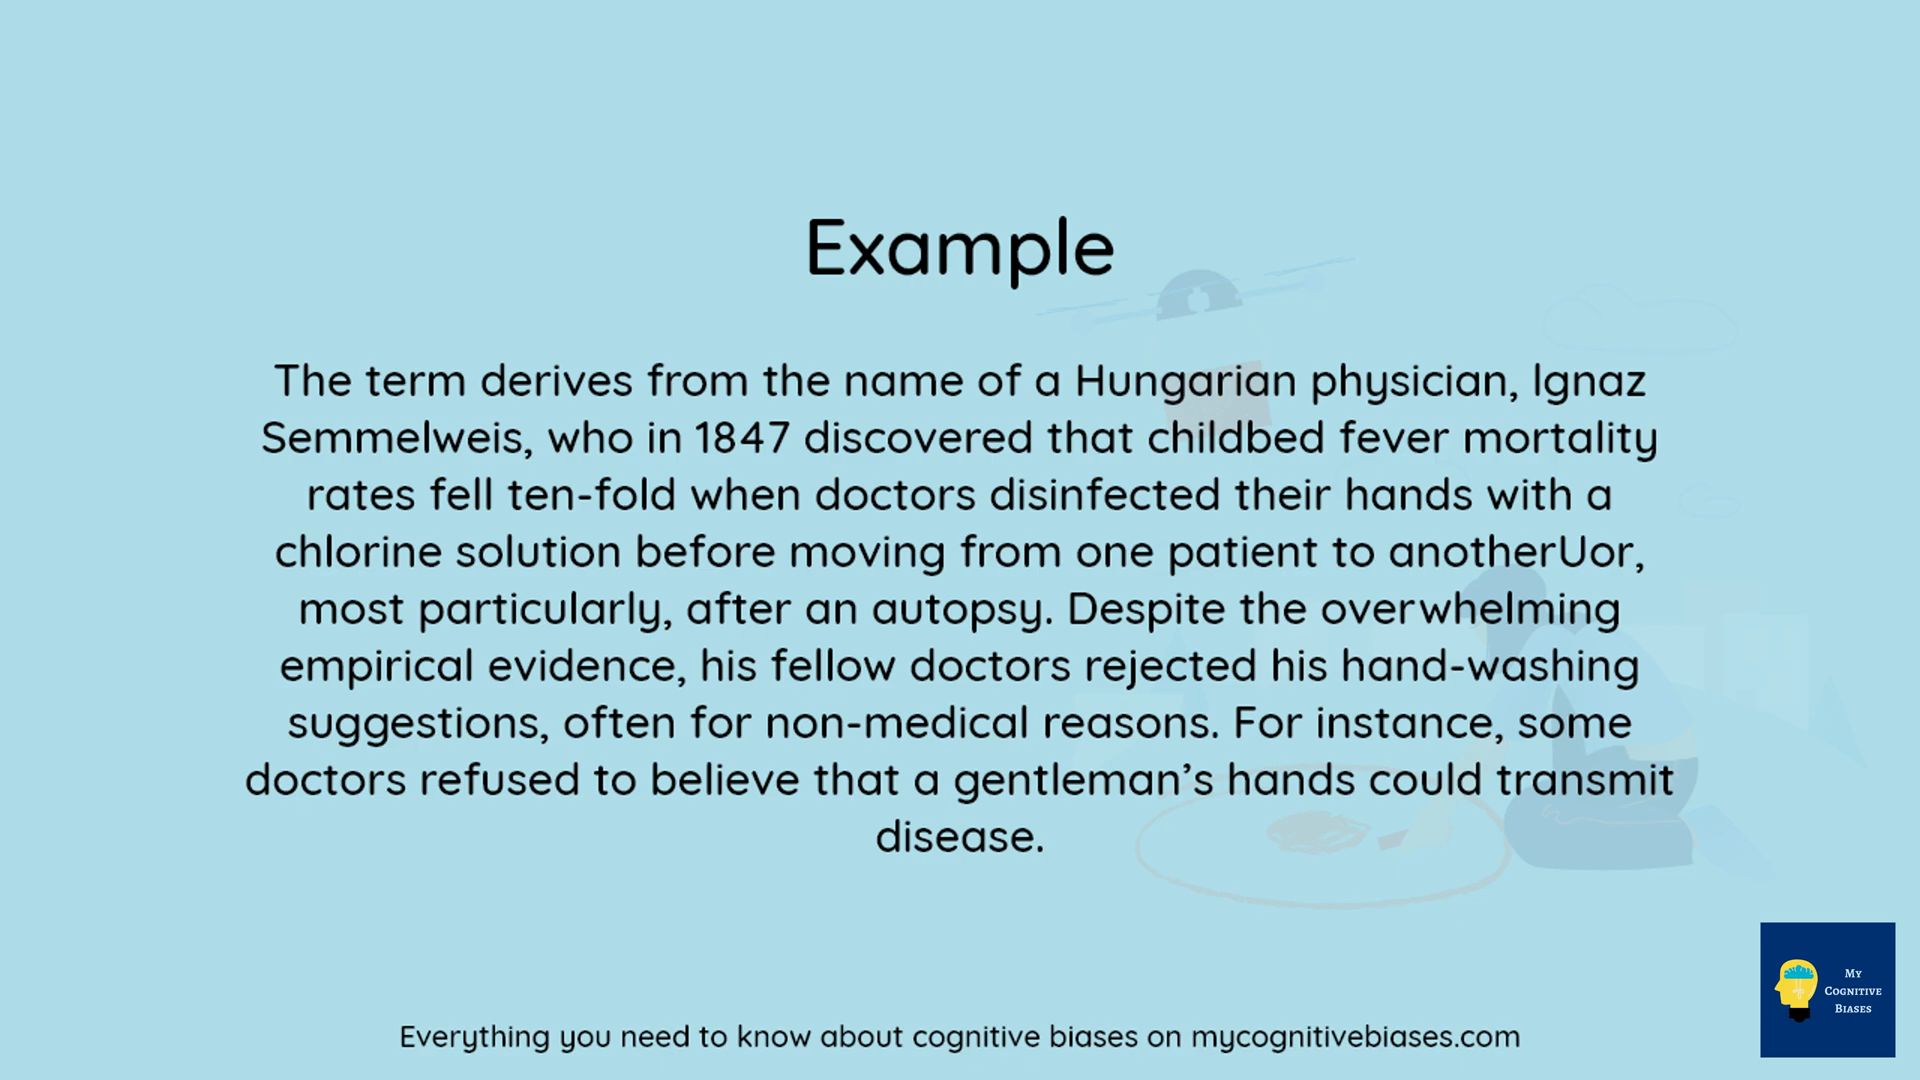 Example
The term derives from the name of a Hungarian physician, Ignaz
Semmelweis, who in 1847 discovered that childbed fever mortality
rates fell ten-fold when doctors disinfected their hands with a
chlorine solution before moving from one patient to anotherUor,
most particularly, after an autopsy. Despite the overwhelming
empirical evidence, his fellow doctors rejected his hand-washing
suggestions, often for non-medical reasons. For instance, some
doctors refused to believe that a gentleman’s hands could transmit
disease.
My
Cognitive
Biases
Everything you need to know about cognitive biases on mycognitivebiases.com